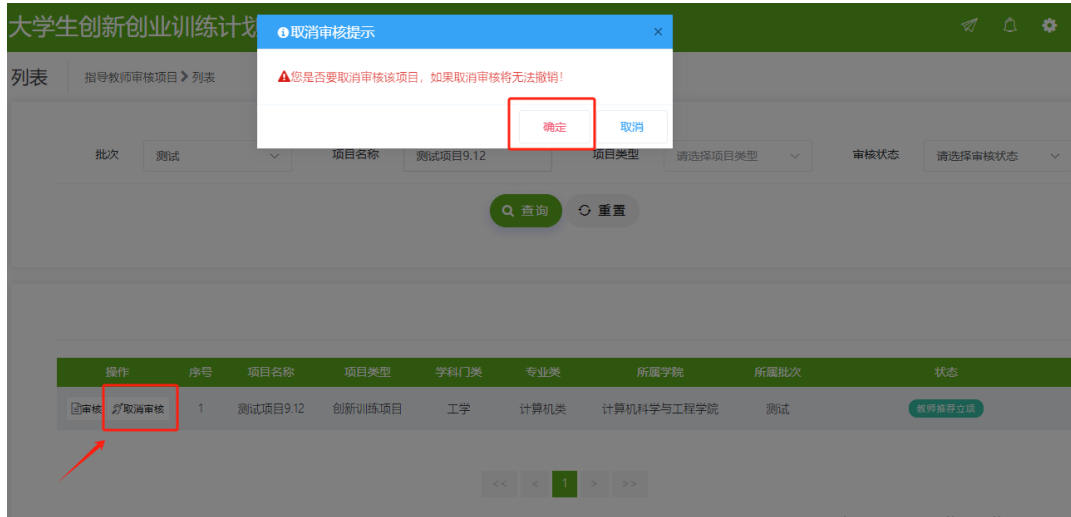 大学生创新创业训练计划
取消审核提示 ×
您是否要取消审核该项目，如果取消审核将无法撤销！
确定 取消
列表 指导教师审核项目 列表
批次 测试 项目名称 测试项目9.12 项目类型 请选择项目类型 审核状态 请选择审核状态
查询 重置
操作 序号 项目名称 项目类型 学科门类 专业类 所属学院 所属批次 状态
审核 取消审核 1 测试项目9.12 创新训练项目 工学 计算机类 计算机科学与工程学院 测试 教师推荐立项
<< < 1 > >>